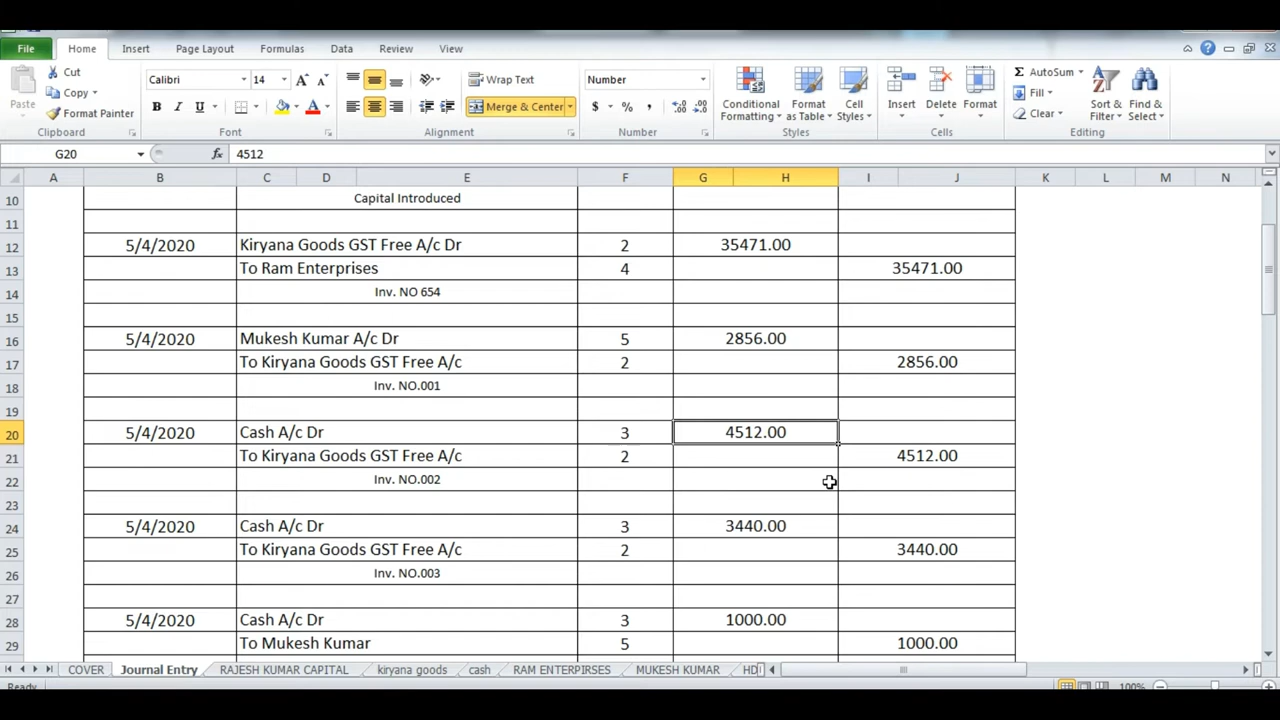 File Home Insert Page Layout Formulas Data Review View
Cut
Copy
Format Painter
Paste
Clipboard
Calibri 14
B I U
Font
Wrap Text
Merge & Center
Alignment
Number
$ % ,
Number
Conditional Formatting
Format as Table
Cell Styles
Styles
Insert Delete Format
Cells
AutoSum
Fill
Clear
Sort & Filter
Find & Select
Editing
G20 fx 4512
A B C D E F G H I J K L M N
10 Capital Introduced
11
12 5/4/2020 Kiryana Goods GST Free A/c Dr 2 35471.00
13 To Ram Enterprises 4 35471.00
14 Inv. NO 654
15
16 5/4/2020 Mukesh Kumar A/c Dr 5 2856.00
17 To Kiryana Goods GST Free A/c 2 2856.00
18 Inv. NO.001
19
20 5/4/2020 Cash A/c Dr 3 4512.00
21 To Kiryana Goods GST Free A/c 2 4512.00
22 Inv. NO.002
23
24 5/4/2020 Cash A/c Dr 3 3440.00
25 To Kiryana Goods GST Free A/c 2 3440.00
26 Inv. NO.003
27
28 5/4/2020 Cash A/c Dr 3 1000.00
29 To Mukesh Kumar 5 1000.00
COVER Journal Entry RAJESH KUMAR CAPITAL kiryana goods cash RAM ENTERPIRSES MUKESH KUMAR HD
Ready 100%